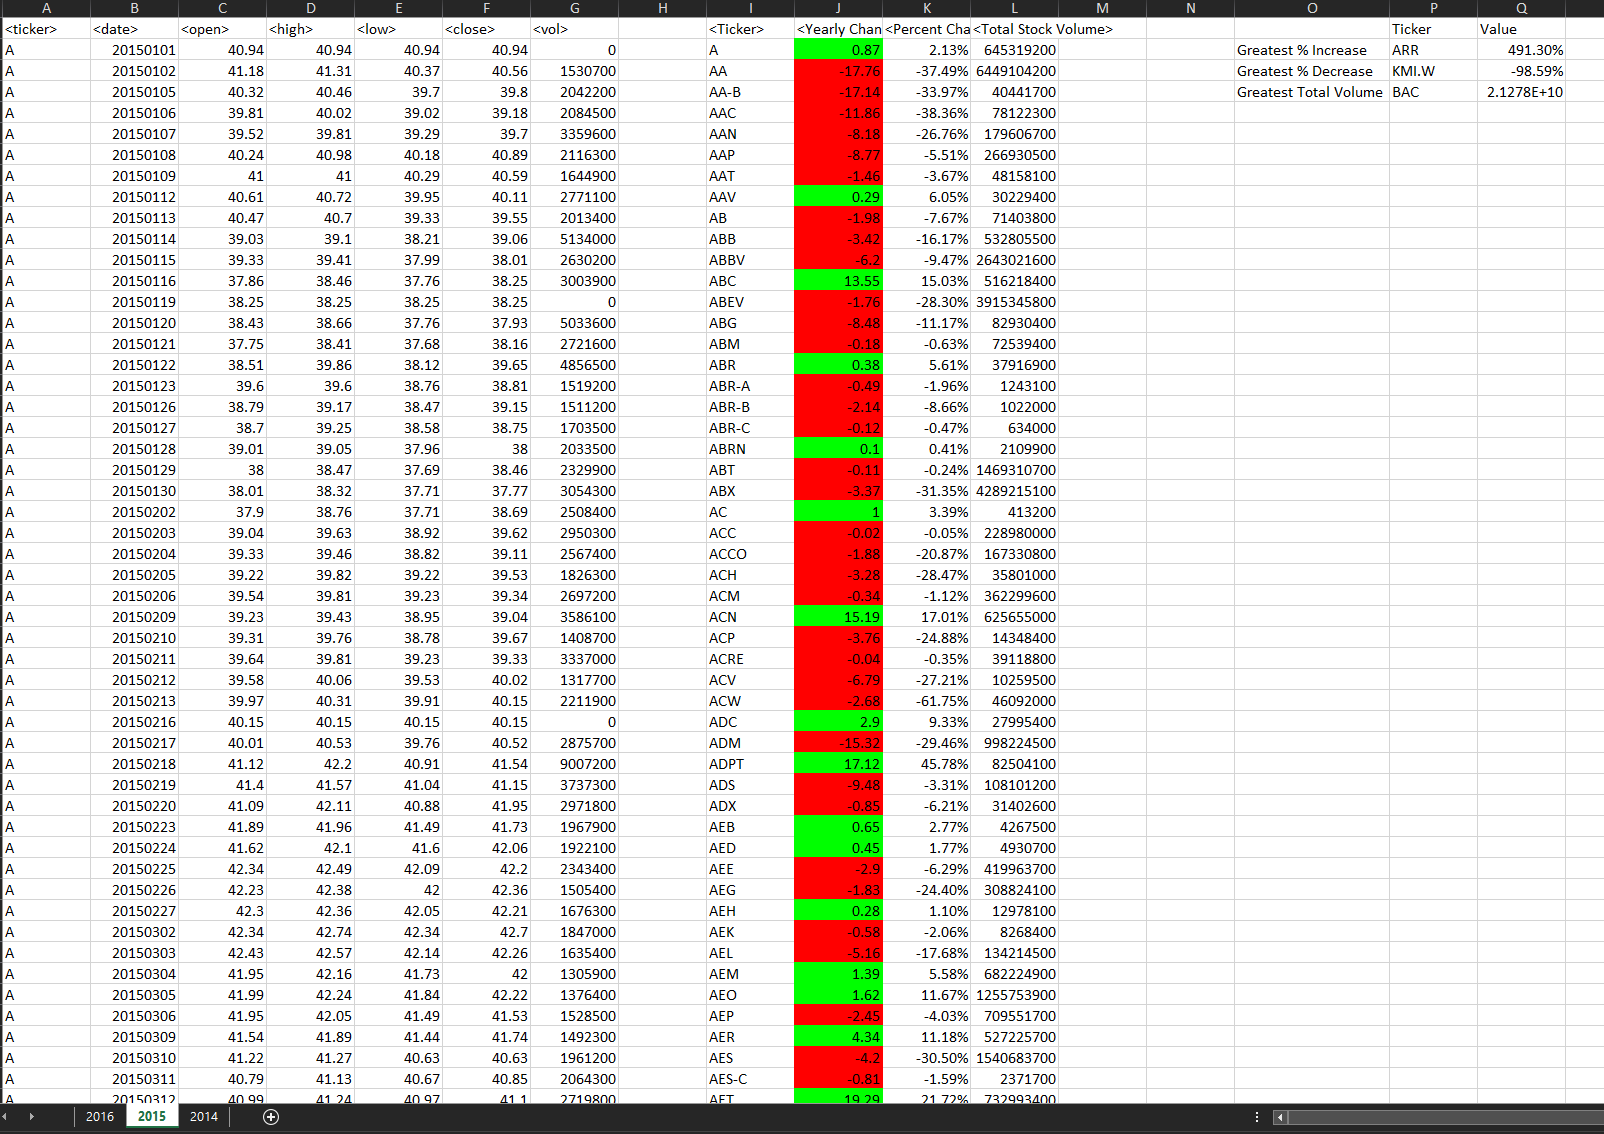 A B C D E F G H I J K L M N O P Q
<ticker> <date> <open> <high> <low> <close> <vol> <Ticker> <Yearly Chan <Percent Cha <Total Stock Volume> Ticker Value
A 20150101 40.94 40.94 40.94 40.94 0 A 0.87 2.13% 645319200 Greatest % Increase ARR 491.30%
A 20150102 41.18 41.31 40.37 40.56 1530700 AA -17.76 -37.49% 6449104200 Greatest % Decrease KMI.W -98.59%
A 20150105 40.32 40.46 39.7 39.8 2042200 AA-B -17.14 -33.97% 40441700 Greatest Total Volume BAC 2.1278E+10
A 20150106 39.81 40.02 39.02 39.18 2084500 AAC -11.86 -38.36% 78122300
A 20150107 39.52 39.81 39.29 39.7 3359600 AAN -8.18 -26.76% 179606700
A 20150108 40.24 40.98 40.18 40.89 2116300 AAP -8.77 -5.51% 266930500
A 20150109 41 41 40.29 40.59 1644900 AAT -1.46 -3.67% 48158100
A 20150112 40.61 40.72 39.95 40.11 2771100 AAV 0.29 6.05% 30229400
A 20150113 40.47 40.7 39.33 39.55 2013400 AB -1.98 -7.67% 71403800
A 20150114 39.03 39.1 38.21 39.06 5134000 ABB -3.42 -16.17% 532805500
A 20150115 39.33 39.41 37.99 38.01 2630200 ABBV -6.2 -9.47% 2643021600
A 20150116 37.86 38.46 37.76 38.25 3003900 ABC 13.55 15.03% 516218400
A 20150119 38.25 38.25 38.25 38.25 0 ABEV -1.76 -28.30% 3915345800
A 20150120 38.43 38.66 37.76 37.93 5033600 ABG -8.48 -11.17% 82930400
A 20150121 37.75 38.41 37.68 38.16 2721600 ABM -0.18 -0.63% 72539400
A 20150122 38.51 39.86 38.12 39.65 4856500 ABR 0.38 5.61% 37916900
A 20150123 39.6 39.6 38.76 38.81 1519200 ABR-A -0.49 -1.96% 1243100
A 20150126 38.79 39.17 38.47 39.15 1511200 ABR-B -2.14 -8.66% 1022000
A 20150127 38.7 39.25 38.58 38.75 1703500 ABR-C -0.12 -0.47% 634000
A 20150128 39.01 39.05 37.96 38 2033500 ABRN 0.1 0.41% 2109900
A 20150129 38 38.47 37.69 38.46 2329900 ABT -0.11 -0.24% 1469310700
A 20150130 38.01 38.32 37.71 37.77 3054300 ABX -3.37 -31.35% 4289215100
A 20150202 37.9 38.76 37.71 38.69 2508400 AC 1 3.39% 413200
A 20150203 39.04 39.63 38.92 39.62 2950300 ACC -0.02 -0.05% 228980000
A 20150204 39.33 39.46 38.82 39.11 2567400 ACCO -1.88 -20.87% 167330800
A 20150205 39.22 39.82 39.22 39.53 1826300 ACH -3.28 -28.47% 35801000
A 20150206 39.54 39.81 39.23 39.34 2697200 ACM -0.34 -1.12% 362299600
A 20150209 39.23 39.43 38.95 39.04 3586100 ACN 15.19 17.01% 625655000
A 20150210 39.31 39.76 38.78 39.67 1408700 ACP -3.76 -24.88% 14348400
A 20150211 39.64 39.81 39.23 39.33 3337000 ACRE -0.04 -0.35% 39118800
A 20150212 39.58 40.06 39.53 40.02 1317700 ACV -6.79 -27.21% 10259500
A 20150213 39.97 40.31 39.91 40.15 2211900 ACW -2.68 -61.75% 46092000
A 20150216 40.15 40.15 40.15 40.15 0 ADC 2.9 9.33% 27995400
A 20150217 40.01 40.53 39.76 40.52 2875700 ADM -15.32 -29.46% 998224500
A 20150218 41.12 42.2 40.91 41.54 9007200 ADPT 17.12 45.78% 82504100
A 20150219 41.4 41.57 41.04 41.15 3737300 ADS -9.48 -3.31% 108101200
A 20150220 41.09 42.11 40.88 41.95 2971800 ADX -0.85 -6.21% 31402600
A 20150223 41.89 41.96 41.49 41.73 1967900 AEB 0.65 2.77% 4267500
A 20150224 41.62 42.1 41.6 42.06 1922100 AED 0.45 1.77% 4930700
A 20150225 42.34 42.49 42.09 42.2 2343400 AEE -2.9 -6.29% 419963700
A 20150226 42.23 42.38 42 42.36 1505400 AEG -1.83 -24.40% 308824100
A 20150227 42.3 42.36 42.05 42.21 1676300 AEH 0.28 1.10% 12978100
A 20150302 42.34 42.74 42.34 42.7 1847000 AEK -0.58 -2.06% 8268400
A 20150303 42.43 42.57 42.14 42.26 1635400 AEL -5.16 -17.68% 134214500
A 20150304 41.95 42.16 41.73 42 1305900 AEM 1.39 5.58% 682224900
A 20150305 41.99 42.24 41.84 42.22 1376400 AEO 1.62 11.67% 1255753900
A 20150306 41.95 42.05 41.49 41.53 1528500 AEP -2.45 -4.03% 709551700
A 20150309 41.54 41.89 41.44 41.74 1492300 AER 4.34 11.18% 527225700
A 20150310 41.22 41.27 40.63 40.63 1961200 AES -4.2 -30.50% 1540683700
A 20150311 40.79 41.13 40.67 40.85 2064300 AES-C -0.81 -1.59% 2371700
A 20150312 40.99 41.24 40.97 41.1 2719800 AET 19.29 21.72% 732993400
2016 2015 2014